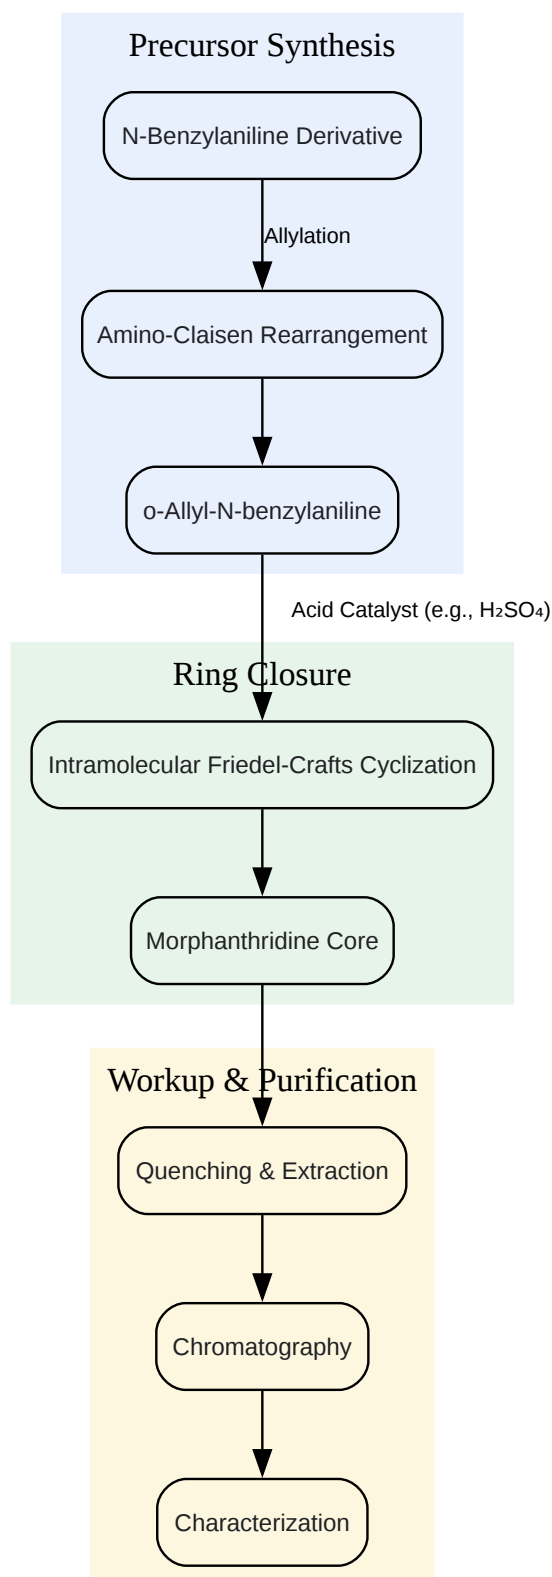 Precursor Synthesis
N-Benzylaniline Derivative
Allylation
Amino-Claisen Rearrangement
o-Allyl-N-benzylaniline
Acid Catalyst (e.g., H₂SO₄)
Ring Closure
Intramolecular Friedel-Crafts Cyclization
Morphanthridine Core
Workup & Purification
Quenching & Extraction
Chromatography
Characterization